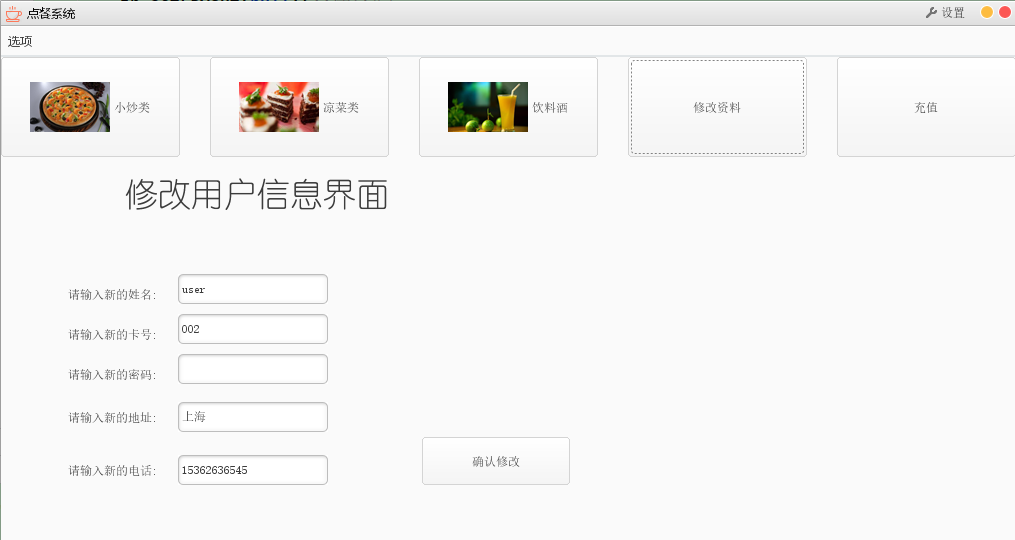 点餐系统
设置
选项
小炒类
凉菜类
饮料酒
修改资料
充值
修改用户信息界面
请输入新的姓名:
user
请输入新的卡号:
002
请输入新的密码:
请输入新的地址:
上海
请输入新的电话:
15362636545
确认修改